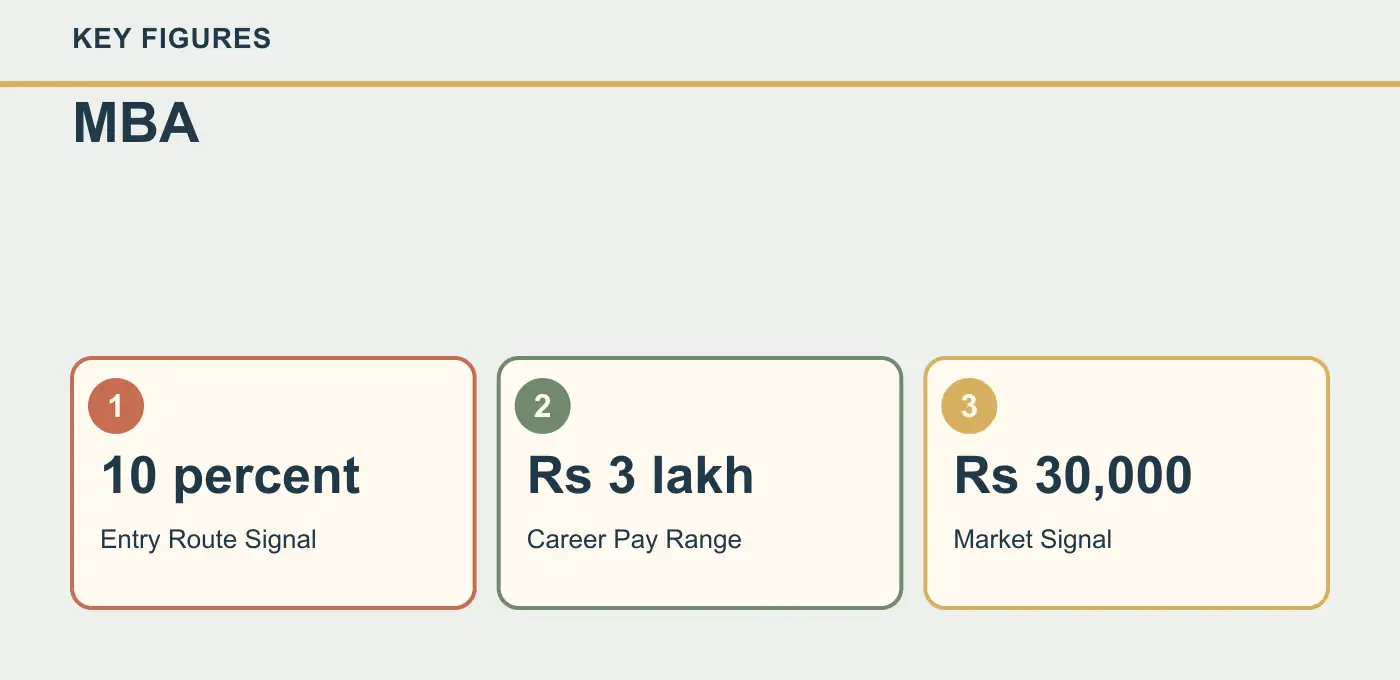 KEY FIGURES
MBA
1
10 percent
Entry Route Signal
2
Rs 3 lakh
Career Pay Range
3
Rs 30,000
Market Signal